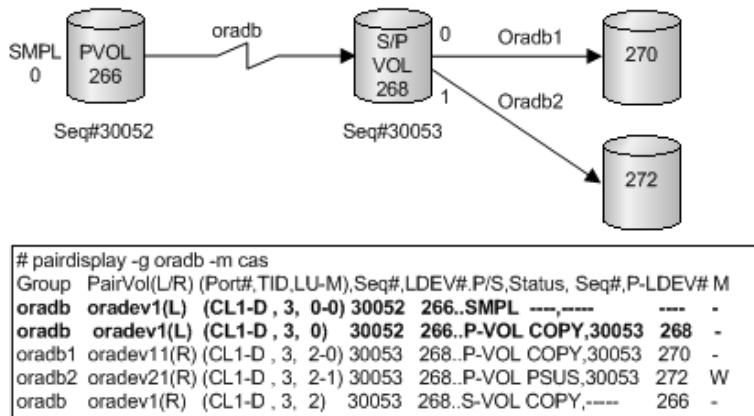 oradb
Oradb1
SMPL
0
PVOL
266
S/P
VOL
268
0
1
270
Oradb2
272
Seq#30052
Seq#30053
# pairdisplay -g oradb -m cas
Group PairVol(L/R) (Port#,TID,LU-M),Seq#,LDEV#.P/S,Status, Seq#,P-LDEV# M
oradb oradev1(L) (CL1-D , 3, 0-0) 30052 266..SMPL ----,----- ---- -
oradb oradev1(L) (CL1-D , 3, 0) 30052 266..P-VOL COPY,30053 268 -
oradb1 oradev11(R) (CL1-D , 3, 2-0) 30053 268..P-VOL COPY,30053 270 -
oradb2 oradev21(R) (CL1-D , 3, 2-1) 30053 268..P-VOL PSUS,30053 272 W
oradb oradev1(R) (CL1-D , 3, 2) 30053 268..S-VOL COPY,----- 266 -